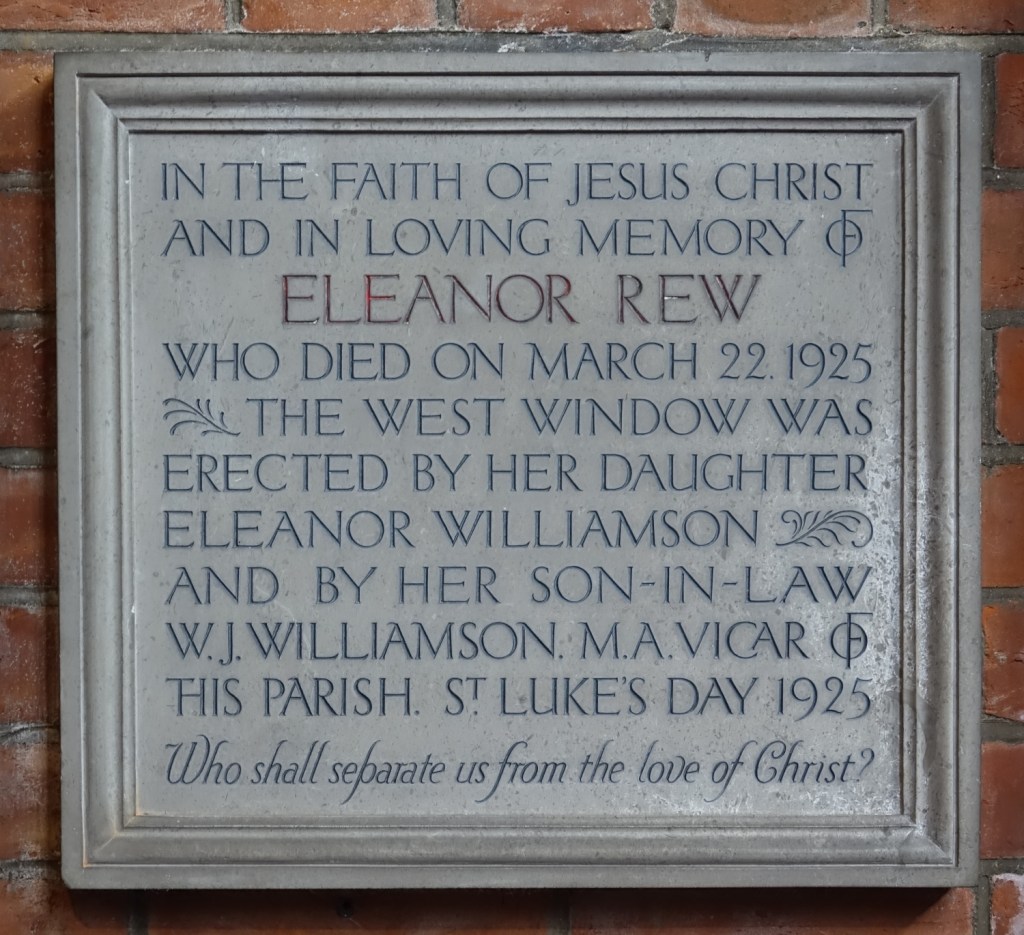 IN THE FAITH OF JESUS CHRIST
AND IN LOVING MEMORY OF
ELEANOR REW
WHO DIED ON MARCH 22. 1925
THE WEST WINDOW WAS
ERECTED BY HER DAUGHTER
ELEANOR WILLIAMSON
AND BY HER SON-IN-LAW
W.J. WILLIAMSON. M.A. VICAR OF
THIS PARISH. ST LUKE'S DAY 1925
Who shall separate us from the love of Christ?